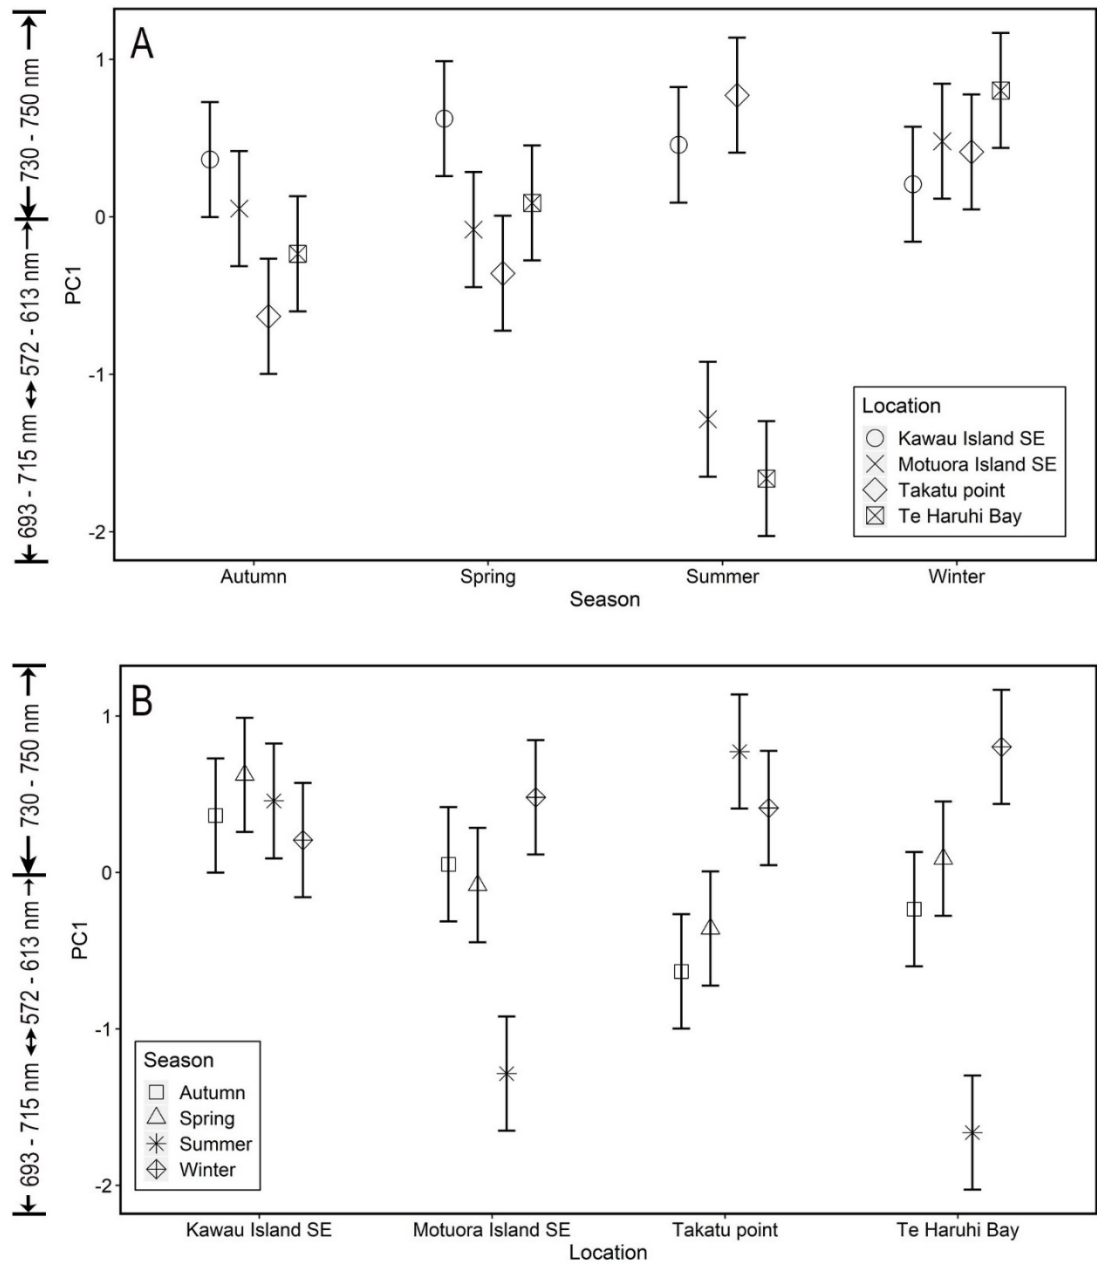 A
730 - 750 nm
693 - 715 nm
572 - 613 nm
PC1
1
0
-1
-2
Autumn
Spring
Summer
Winter
Season
Location
Kawau Island SE
Motuora Island SE
Takatu point
Te Haruhi Bay
B
730 - 750 nm
693 - 715 nm
572 - 613 nm
PC1
1
0
-1
-2
Season
Autumn
Spring
Summer
Winter
Kawau Island SE
Motuora Island SE
Takatu point
Te Haruhi Bay
Location